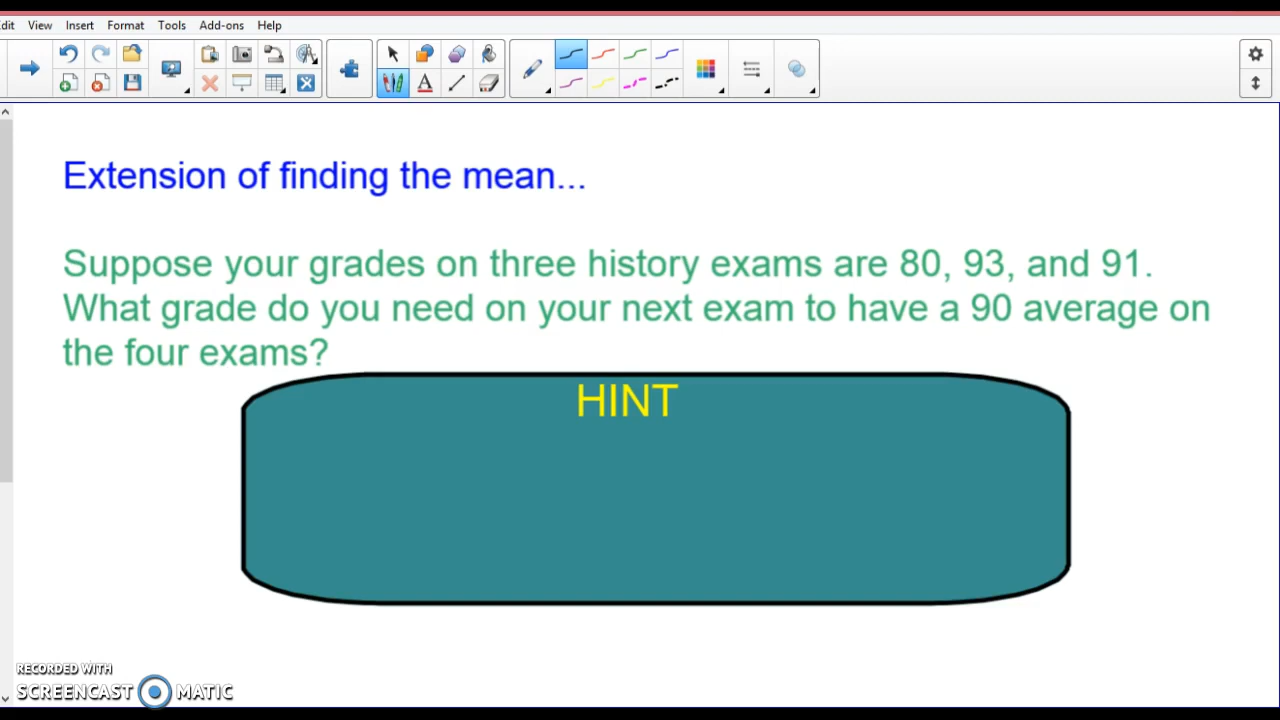 dit View Insert Format Tools Add-ons Help
Extension of finding the mean...
Suppose your grades on three history exams are 80, 93, and 91.
What grade do you need on your next exam to have a 90 average on
the four exams?
HINT
RECORDED WITH
SCREENCAST MATIC